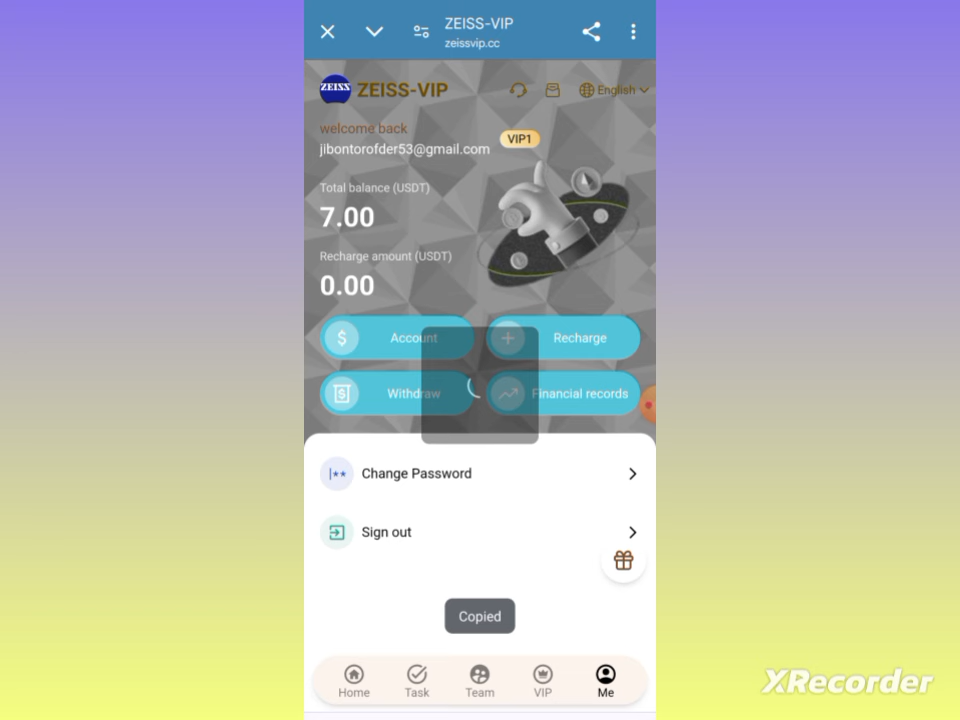 ZEISS-VIP
zeissvip.cc
ZEISS ZEISS-VIP English
welcome back
jibontorofder53@gmail.com VIP1
Total balance (USDT)
7.00
Recharge amount (USDT)
0.00
Account Recharge
Withdraw Financial records
Change Password
Sign out
Copied
Home Task Team VIP Me
XRecorder